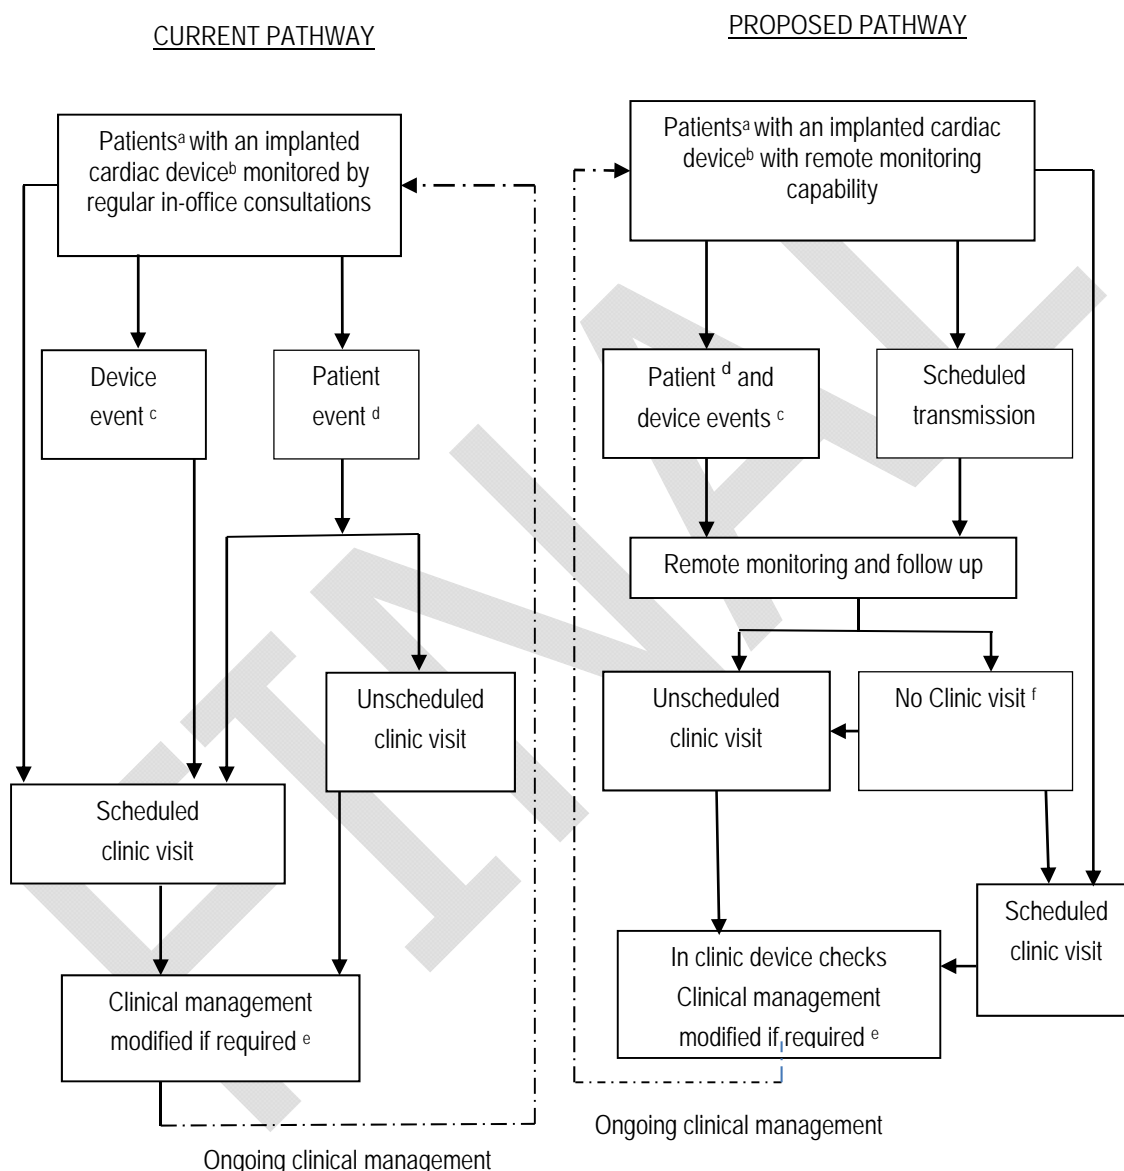 CURRENT PATHWAY
Patientsᵃ with an implanted
cardiac deviceᵇ monitored by
regular in-office consultations
Device
event ᶜ
Patient
event ᵈ
Unscheduled
clinic visit
Scheduled
clinic visit
Clinical management
modified if required ᵉ
Ongoing clinical management
PROPOSED PATHWAY
Patientsᵃ with an implanted cardiac
deviceᵇ with remote monitoring
capability
Patient ᵈ and
device events ᶜ
Scheduled
transmission
Remote monitoring and follow up
Unscheduled
clinic visit
No Clinic visit ᶠ
Scheduled
clinic visit
In clinic device checks
Clinical management
modified if required ᵉ
Ongoing clinical management
FINAL